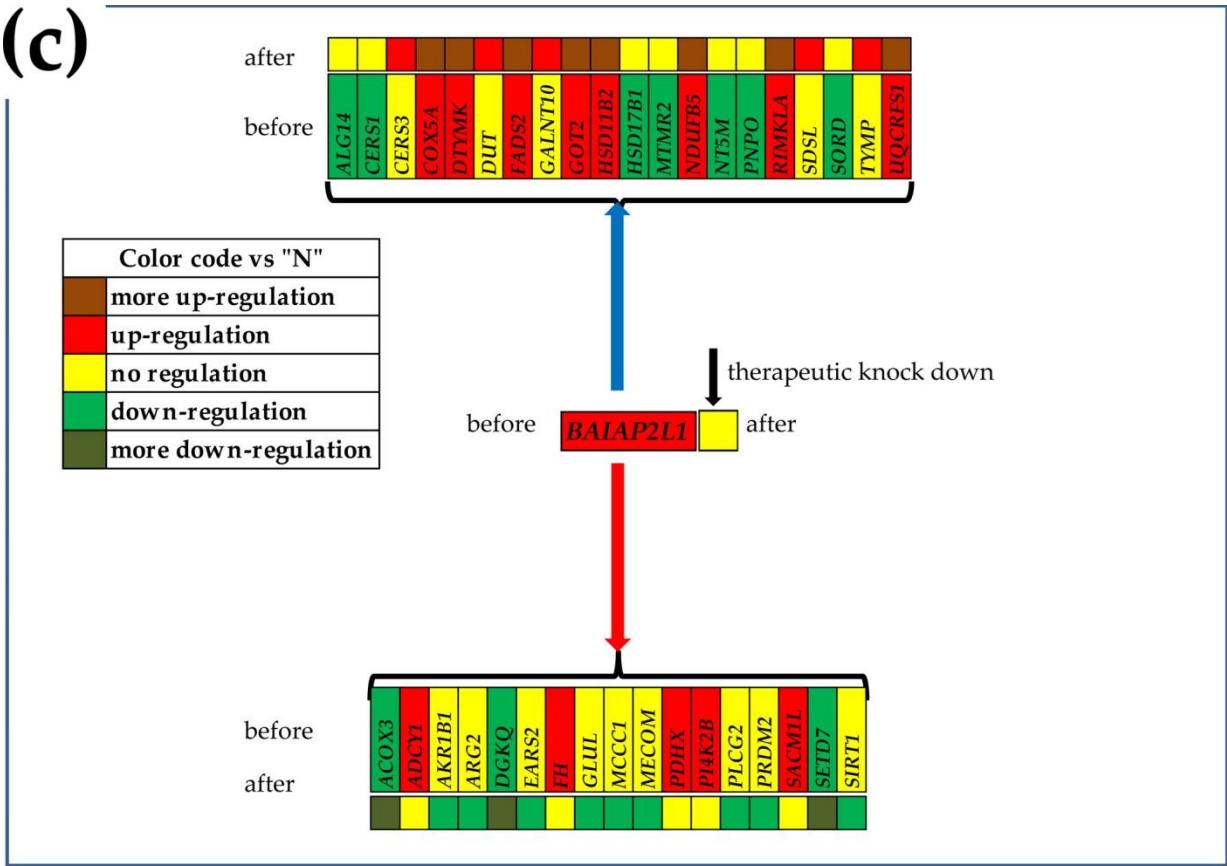 (c)
after
before
ALG14
CERS1
CERS3
COX5A
DTYMK
DUT
FADS2
GALNT10
GOT2
HSD11B2
HSD17B1
MTMR2
NDUFB5
NT5M
PNPO
RIMKLA
SDSL
SORD
TYMP
UQCRFS1
Color code vs "N"
more up-regulation
up-regulation
no regulation
down-regulation
more down-regulation
therapeutic knock down
before
BAIAP2L1
after
before
after
ACOX3
ADCY1
AKR1B1
ARG2
DGKQ
EARS2
FH
GLUL
MCCC1
MECOM
PDHX
PI4K2B
PLCG2
PRDM2
SACM1L
SETD7
SIRT1